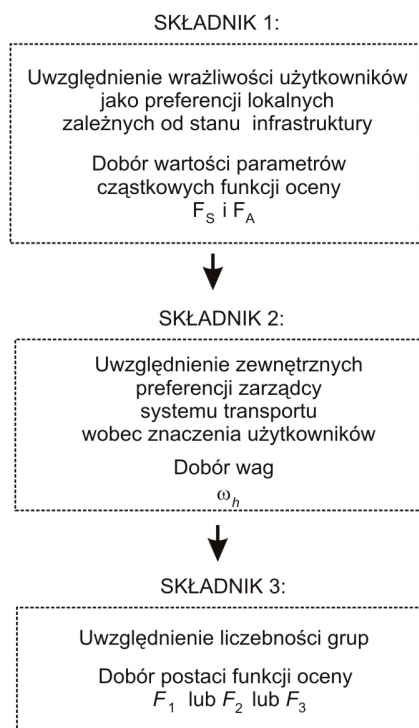 SKŁADNIK 1:
Uwzględnienie wrażliwości użytkowników
jako preferencji lokalnych
zależnych od stanu infrastruktury
Dobór wartości parametrów
cząstkowych funkcji oceny
F_S i F_A
SKŁADNIK 2:
Uwzględnienie zewnętrznych
preferencji zarządcy
systemu transportu
wobec znaczenia użytkowników
Dobór wag
ω_h
SKŁADNIK 3:
Uwzględnienie liczebności grup
Dobór postaci funkcji oceny
F_1 lub F_2 lub F_3